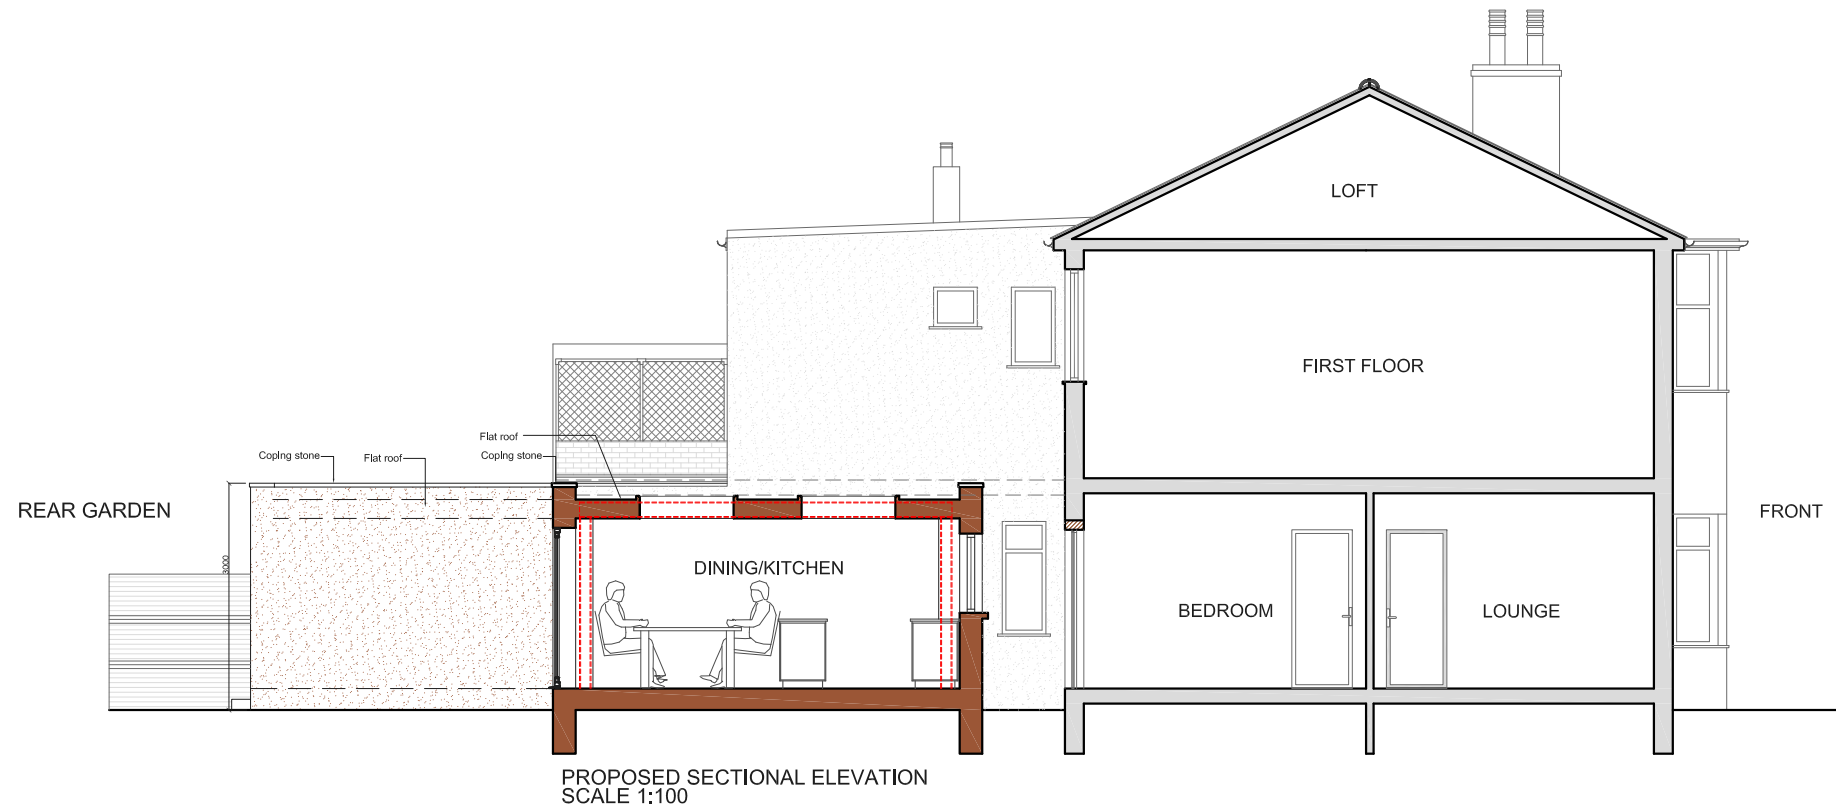 LOFT
FIRST FLOOR
Flat roof
Coping stone
Flat roof
Coping stone
REAR GARDEN
FRONT
3000
DINING/KITCHEN
BEDROOM
LOUNGE
PROPOSED SECTIONAL ELEVATION
SCALE 1:100